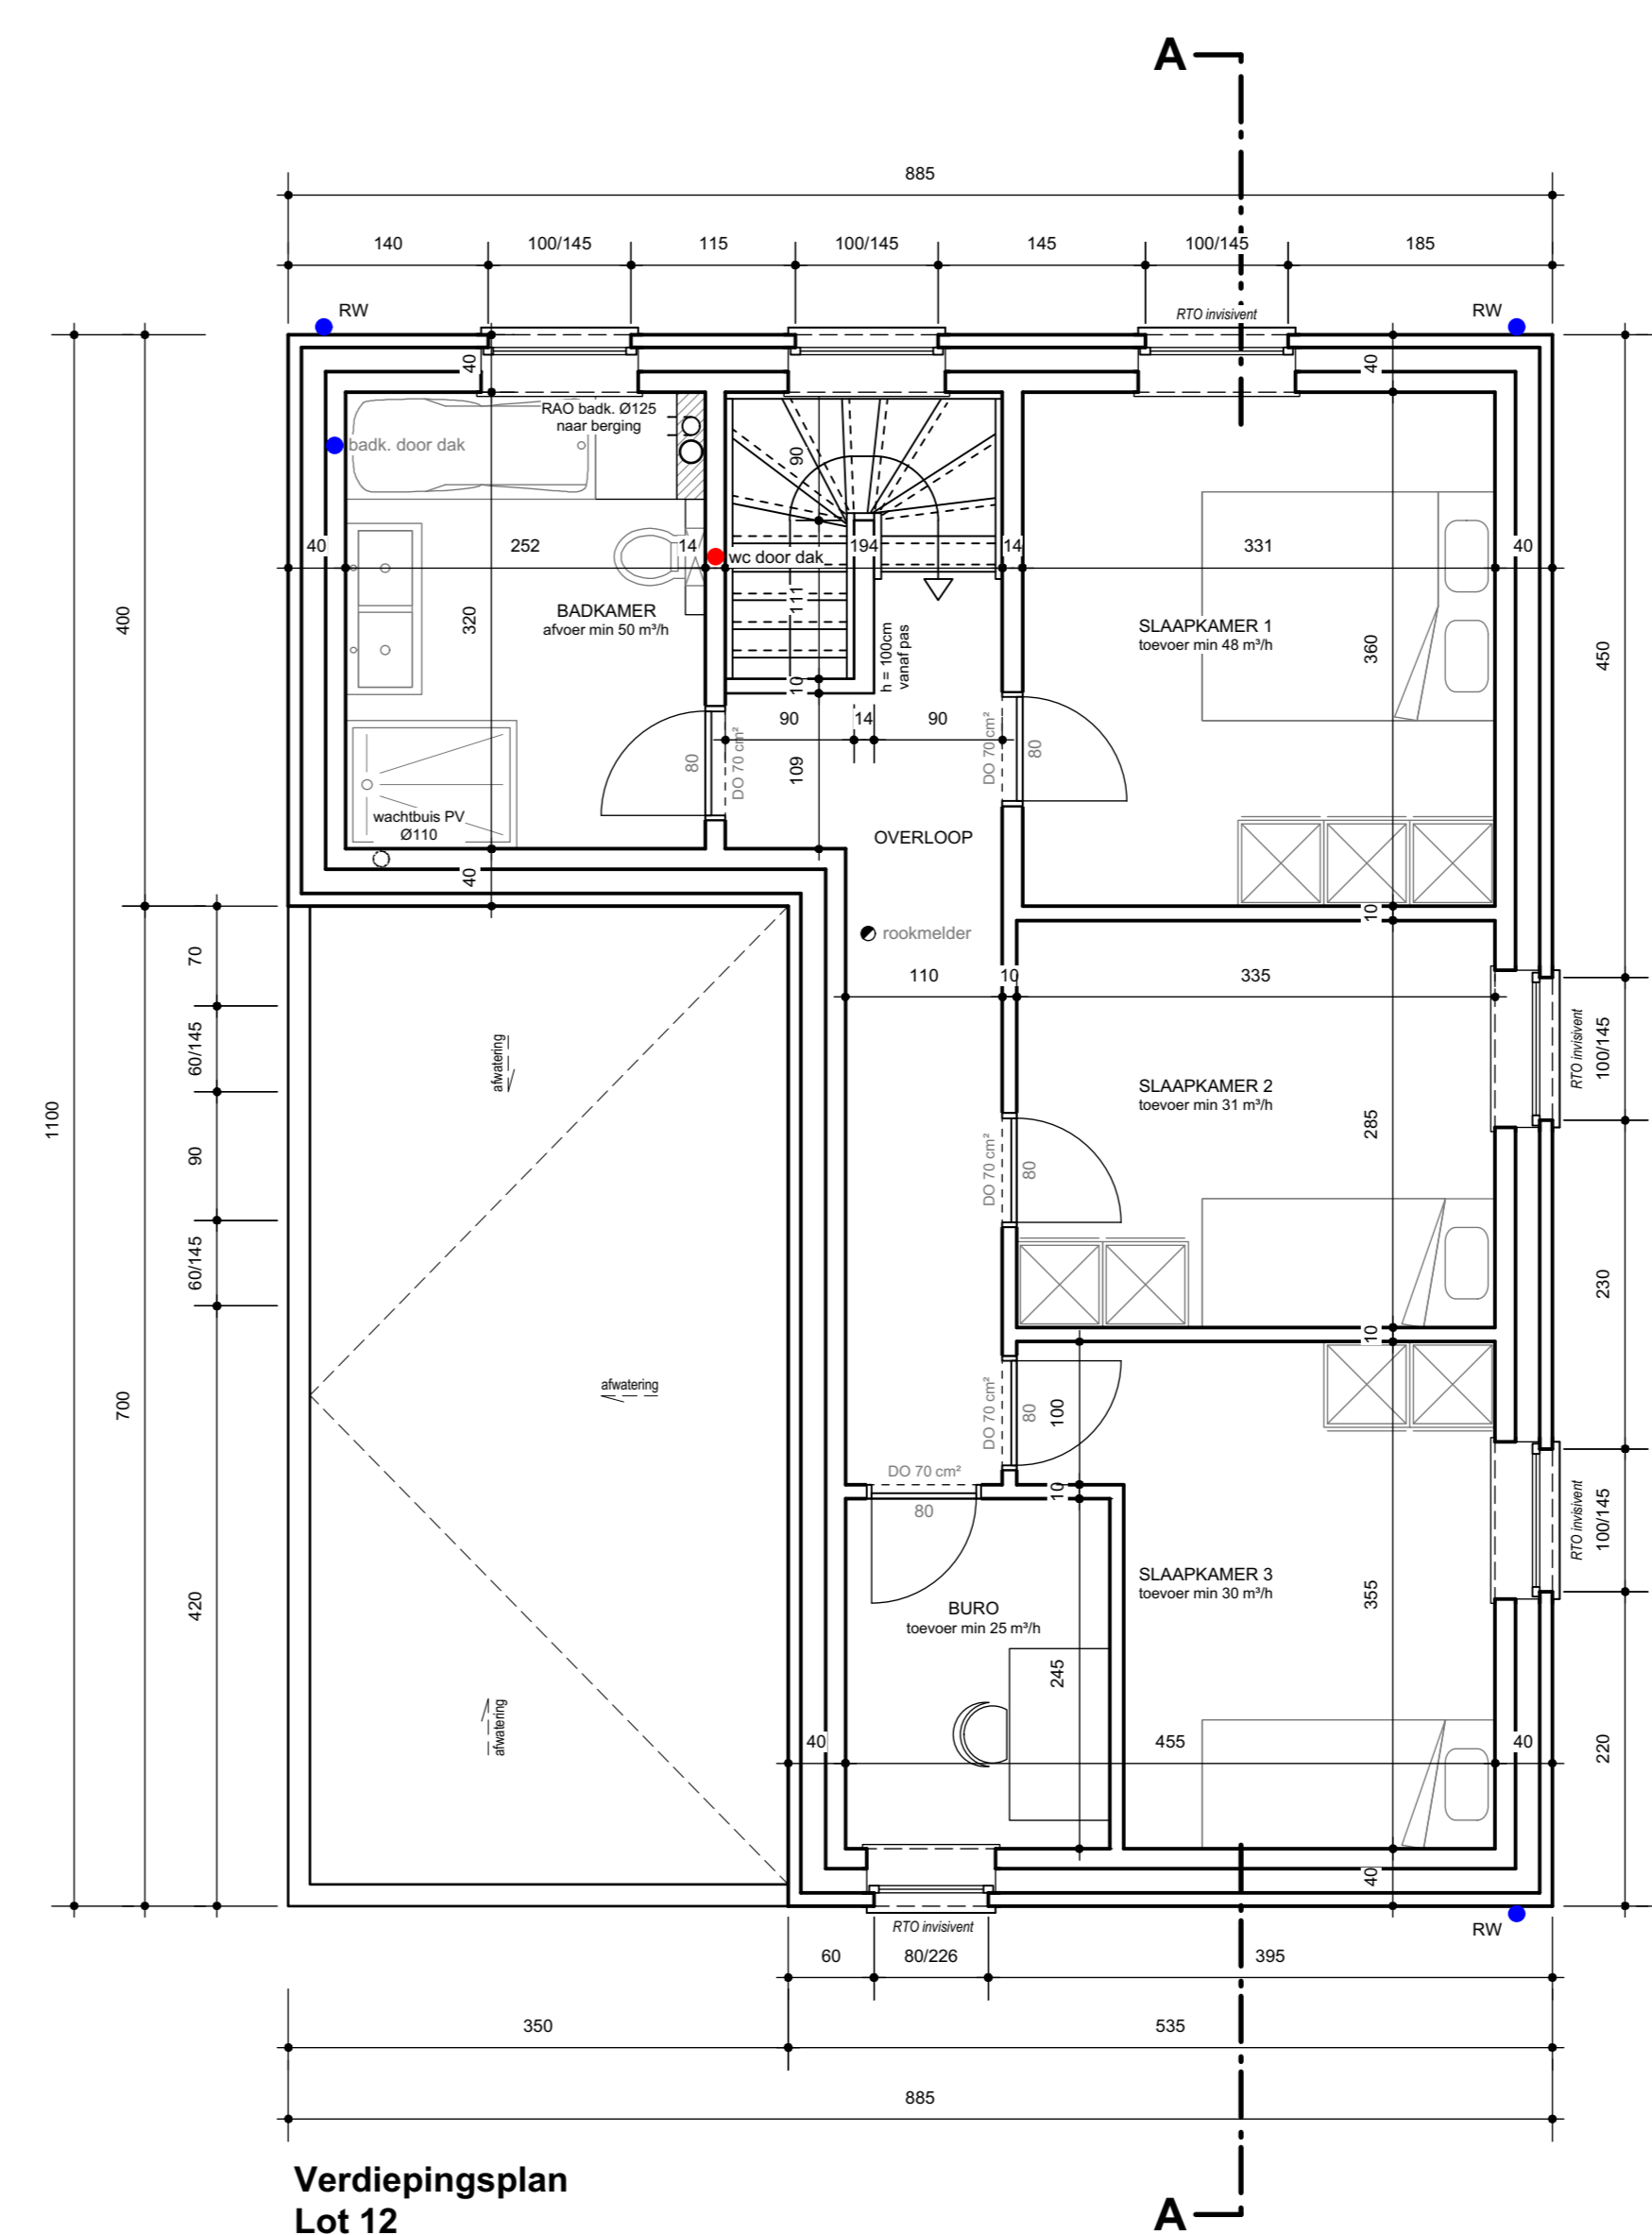 A
885
140
100/145
115
100/145
145
100/145
185
RW
RTO invisivent
RW
40
40
RAO badk. Ø125
naar berging
badk. door dak
90
400
40
252
14
wc door dak
194
14
331
40
320
BADKAMER
afvoer min 50 m³/h
111
h = 100cm
vanaf pas
SLAAPKAMER 1
toevoer min 48 m³/h
360
450
10
90
14
90
80
DO 70 cm²
109
DO 70 cm²
80
wachtbuis PV
Ø110
OVERLOOP
40
10
rookmelder
70
110
10
335
60/145
afwatering
RTO invisivent
100/145
1100
SLAAPKAMER 2
toevoer min 31 m³/h
285
90
DO 70 cm²
80
60/145
230
10
afwatering
700
DO 70 cm²
80
100
DO 70 cm²
10
80
RTO invisivent
100/145
SLAAPKAMER 3
toevoer min 30 m³/h
355
420
BURO
toevoer min 25 m³/h
245
afwatering
40
455
40
220
40
RTO invisivent
RW
60
80/226
395
350
535
885
Verdiepingsplan
Lot 12
A